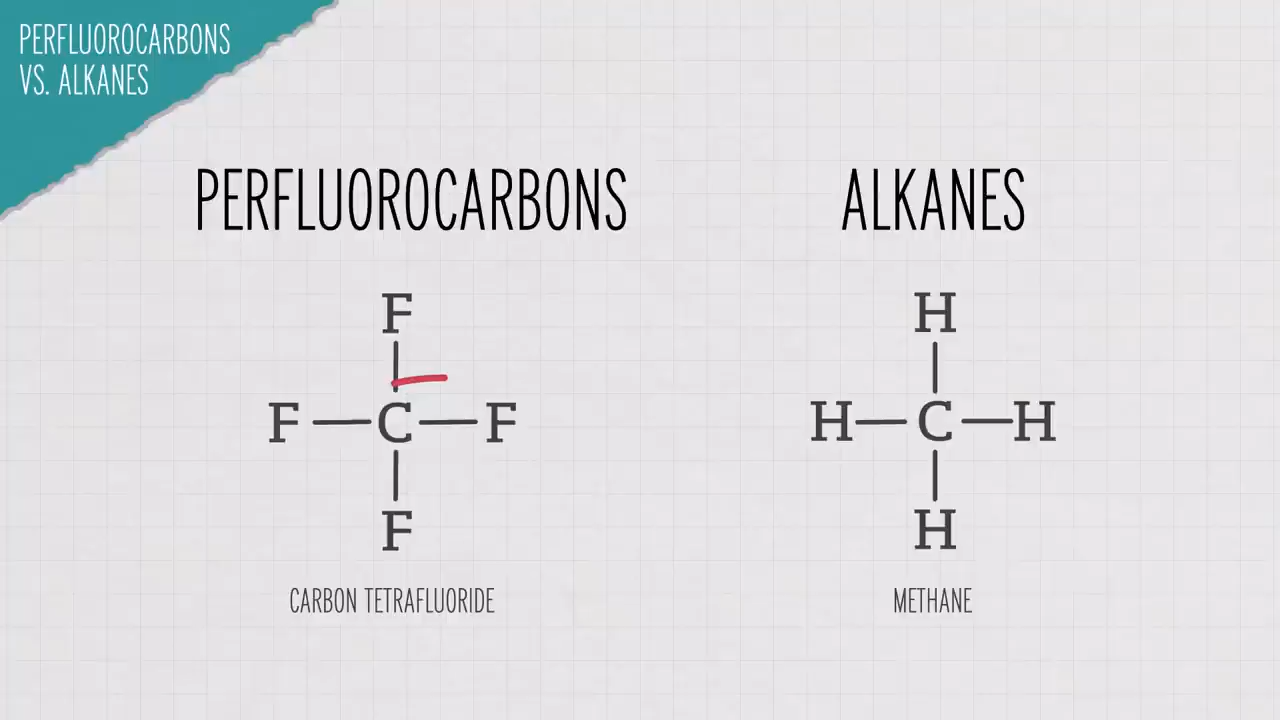 PERFLUOROCARBONS
VS. ALKANES
PERFLUOROCARBONS
ALKANES
F
F C F
F
CARBON TETRAFLUORIDE
H
H C H
H
METHANE